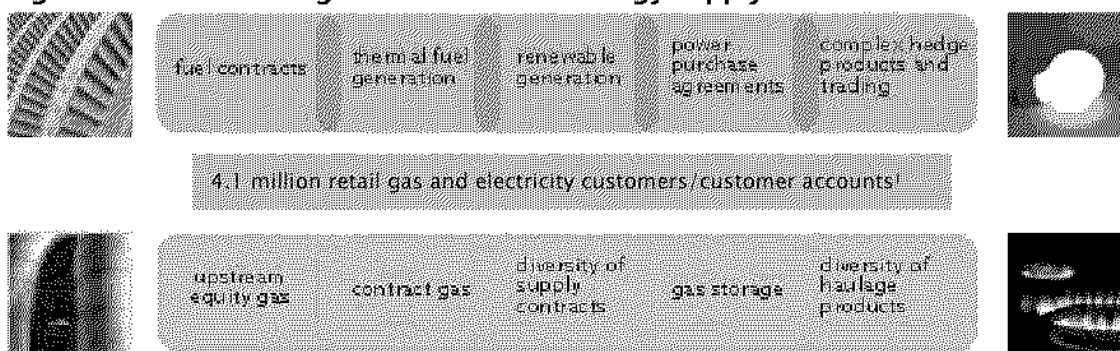 fuel contracts
thermal fuel
generation
renewable
generation
power
purchase
agreements
complex hedge
products and
trading
4.1 million retail gas and electricity customers/customer accounts
upstream
equity gas
contract gas
diversity of
supply
contracts
gas storage
diversity of
haulage
products